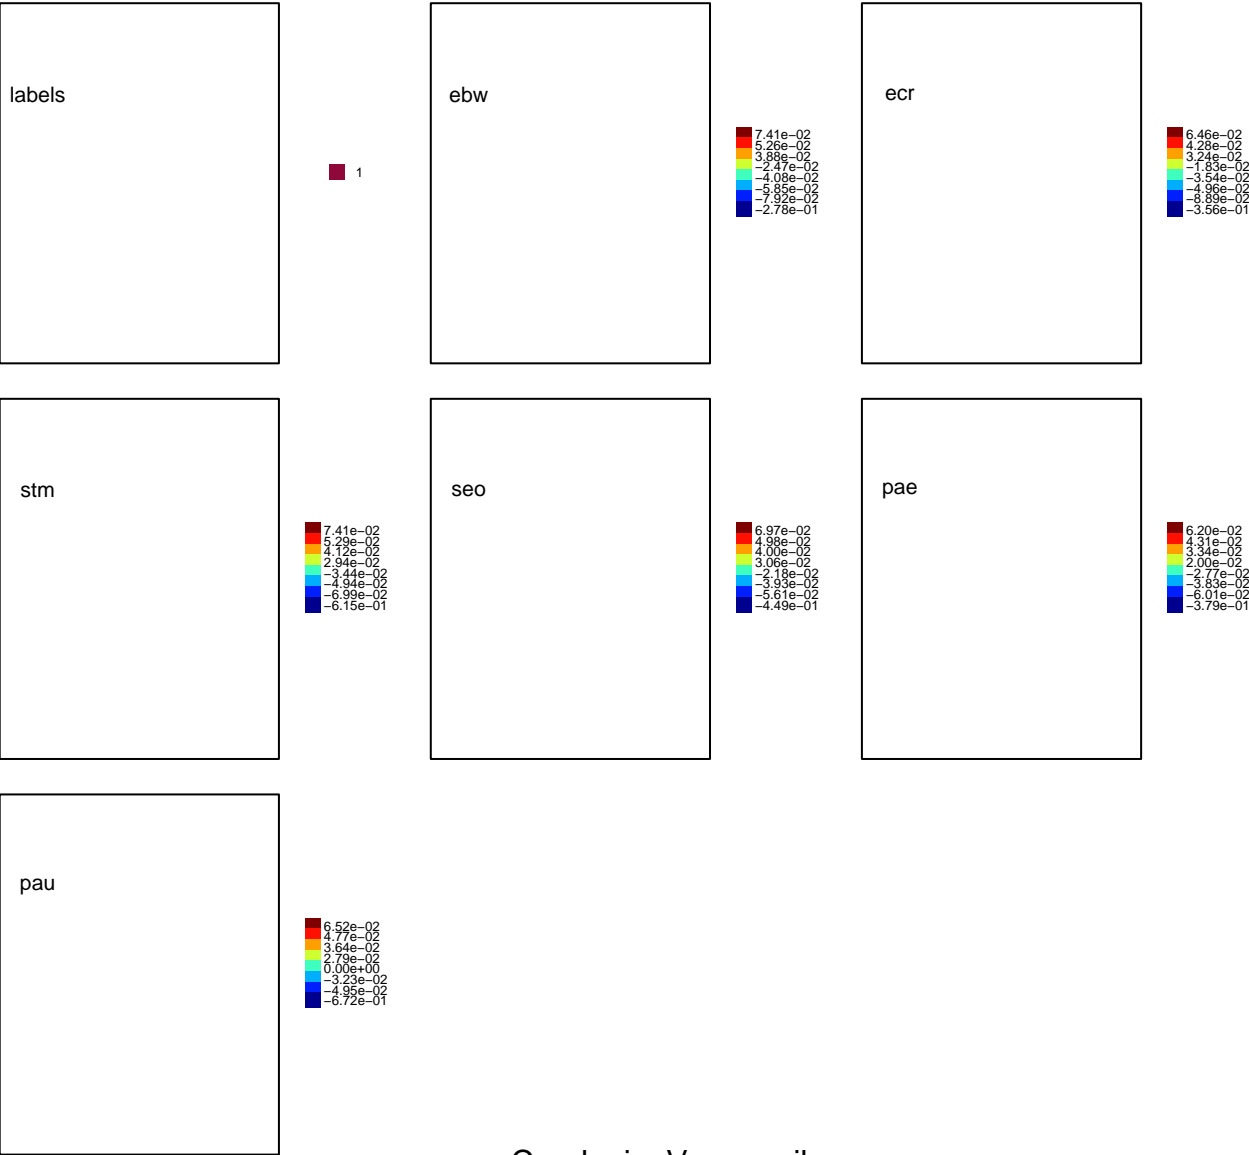 labels
1
ebw
7.41e−02
5.26e−02
3.88e−02
−2.47e−02
−4.08e−02
−5.85e−02
−7.92e−02
−2.78e−01
ecr
6.46e−02
4.28e−02
3.24e−02
−1.83e−02
−3.54e−02
−4.96e−02
−8.89e−02
−3.56e−01
stm
7.41e−02
5.29e−02
4.12e−02
2.94e−02
−3.44e−02
−4.94e−02
−6.99e−02
−6.15e−01
seo
6.97e−02
4.98e−02
4.00e−02
3.06e−02
−2.18e−02
−3.93e−02
−5.61e−02
−4.49e−01
pae
6.20e−02
4.31e−02
3.34e−02
2.00e−02
−2.77e−02
−3.83e−02
−6.01e−02
−3.79e−01
pau
6.52e−02
4.77e−02
3.64e−02
2.79e−02
0.00e+00
−3.23e−02
−4.95e−02
−6.72e−01